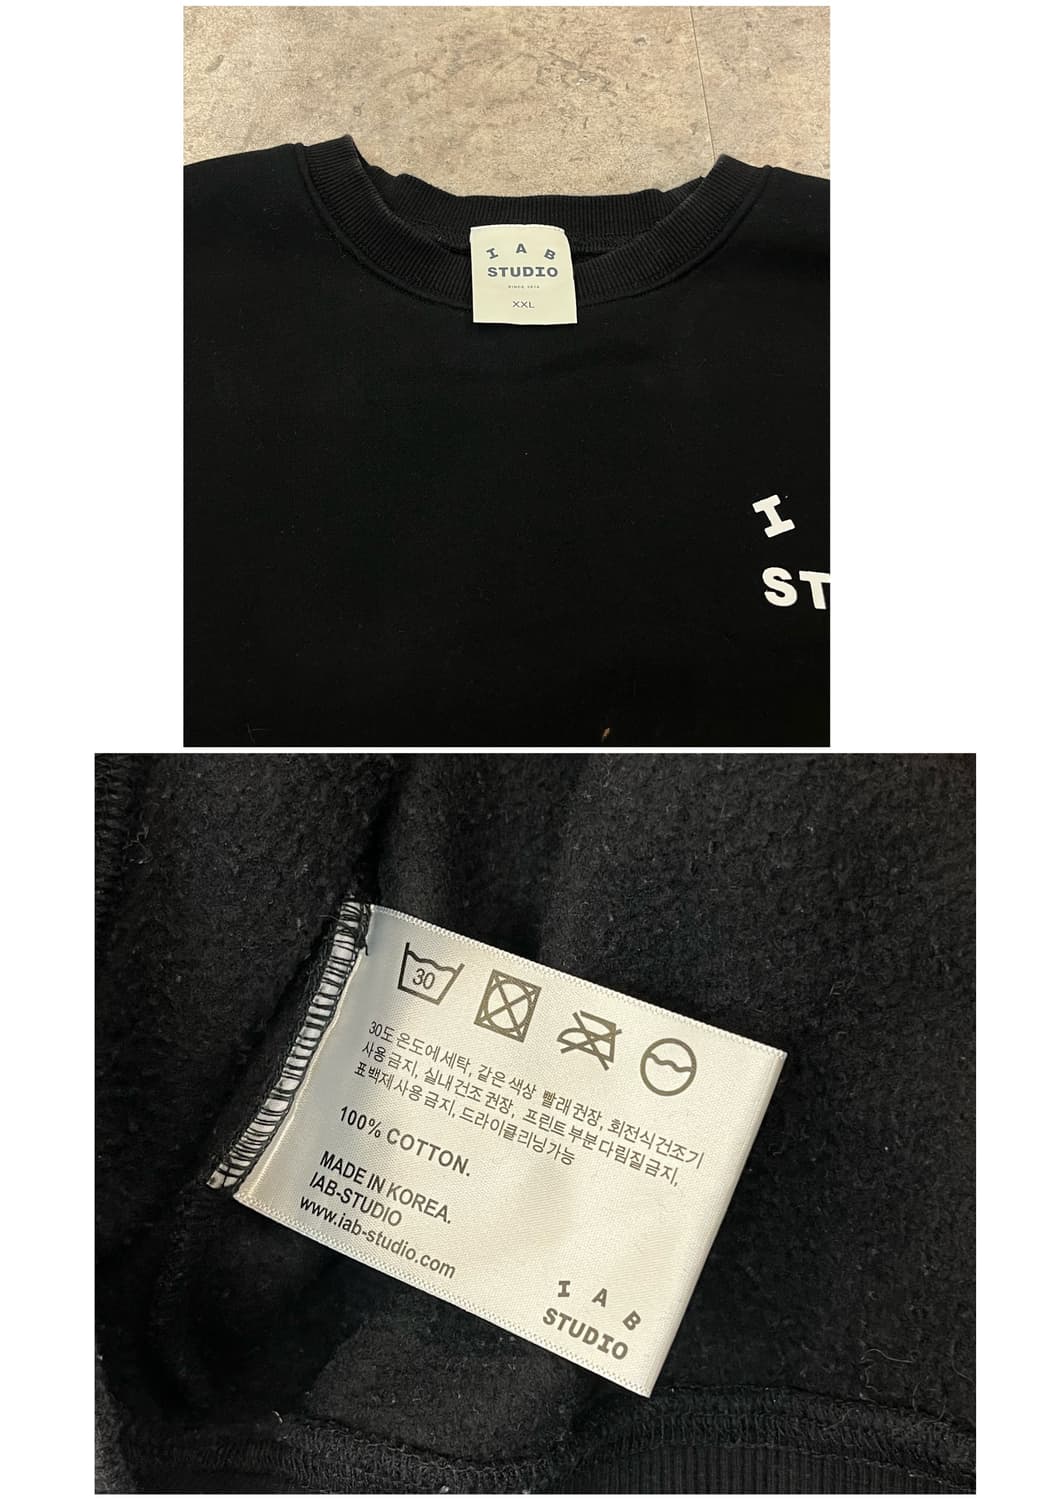 I A B
STUDIO
SINCE 2014
XXL
I
ST
30
30도 온도에 세탁, 같은 색상 빨래 권장, 회전식 건조기
사용 금지, 실내 건조 권장, 프린트 부분 다림질 금지,
표백제 사용 금지, 드라이클리닝 가능
100% COTTON.
MADE IN KOREA.
IAB-STUDIO
www.iab-studio.com
I A B
STUDIO